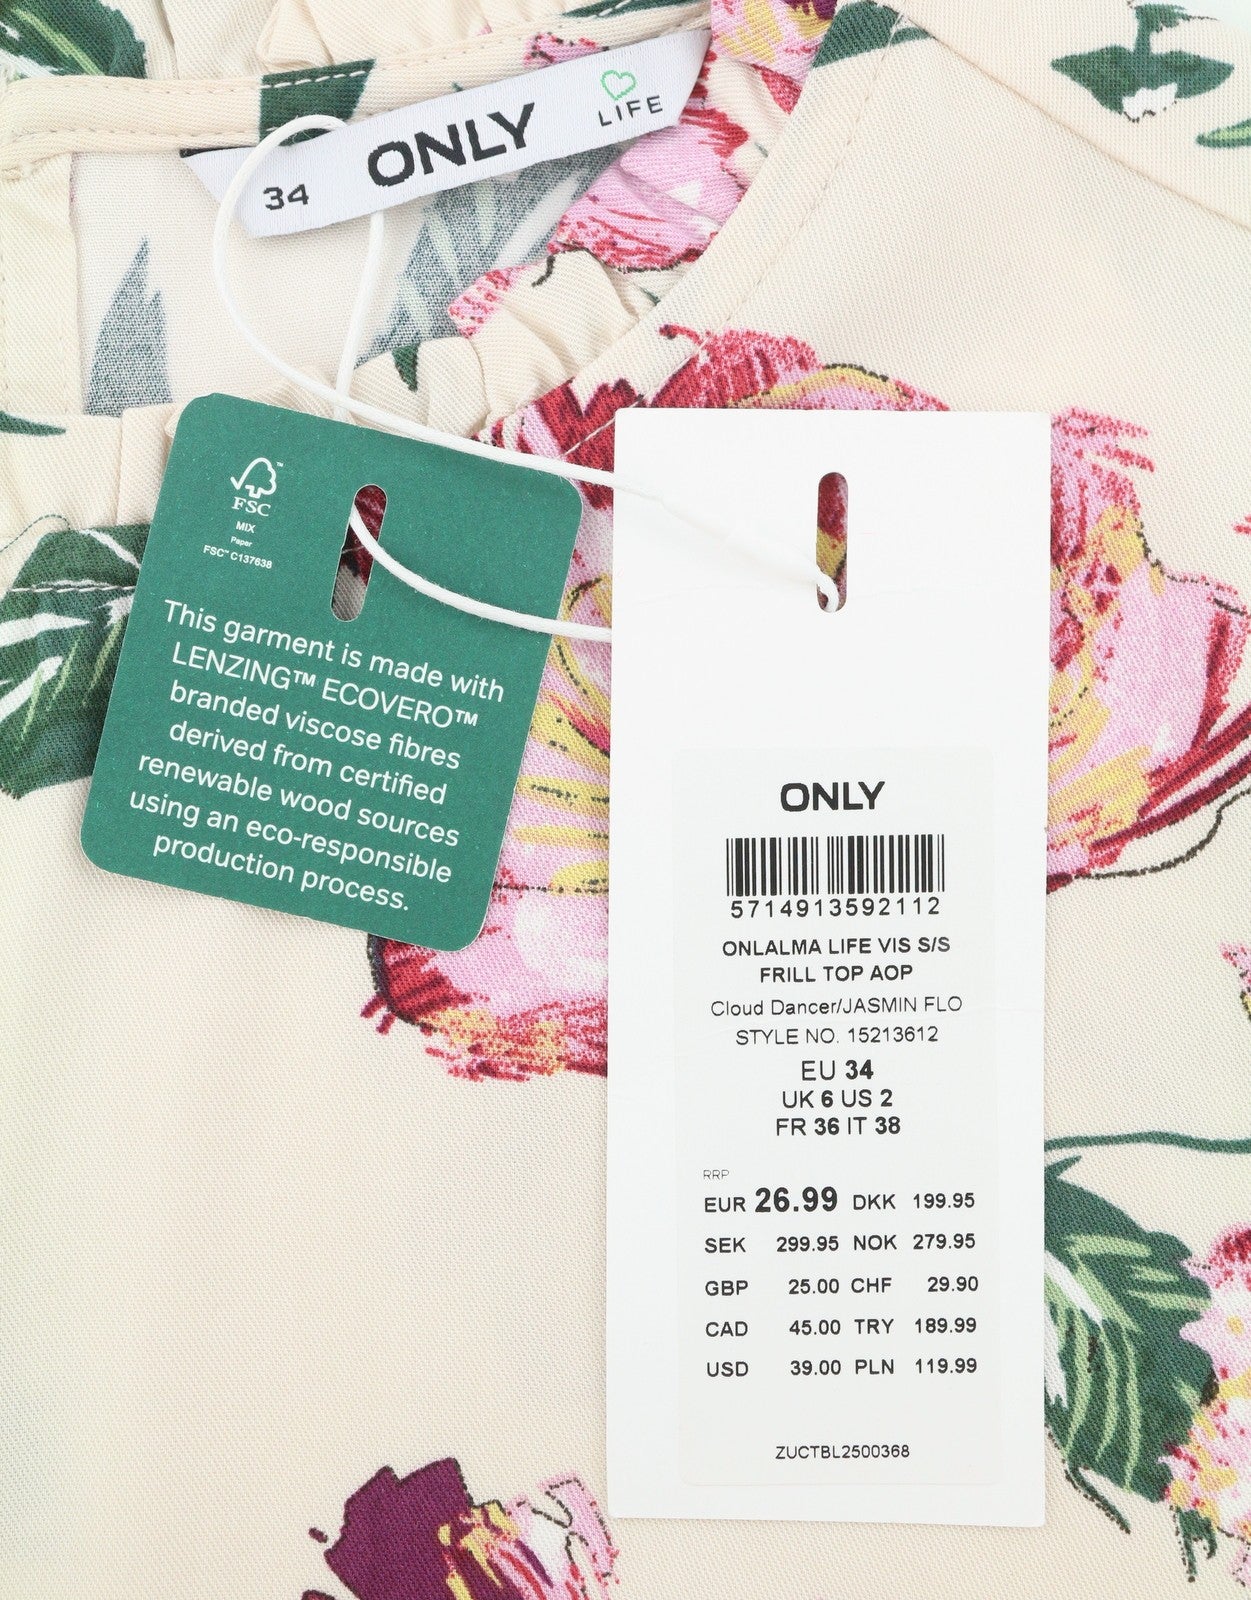 34 ONLY LIFE
FSC™
MIX
Paper
FSC™ C137638
This garment is made with
LENZING™ ECOVERO™
branded viscose fibres
derived from certified
renewable wood sources
using an eco-responsible
production process.
ONLY
5714913592112
ONLALMA LIFE VIS S/S
FRILL TOP AOP
Cloud Dancer/JASMIN FLO
STYLE NO. 15213612
EU 34
UK 6 US 2
FR 36 IT 38
RRP
EUR 26.99 DKK 199.95
SEK 299.95 NOK 279.95
GBP 25.00 CHF 29.90
CAD 45.00 TRY 189.99
USD 39.00 PLN 119.99
ZUCTBL2500368